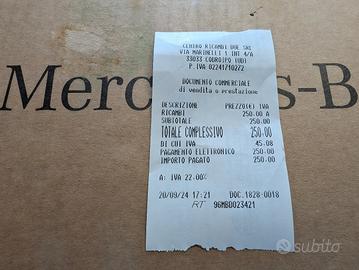 CENTRO RICAMBI DUE SRL
VIA MARINELLI 1 INT 4/A
33033 CODROIPO (UD)
P.IVA 02241710272
DOCUMENTO COMMERCIALE
di vendita o prestazione
DESCRIZIONE PREZZO(€) IVA
RICAMBI 250.00 A
SUBTOTALE 250.00
TOTALE COMPLESSIVO 250.00
DI CUI IVA 45.08
PAGAMENTO ELETTRONICO 250.00
IMPORTO PAGATO 250.00
A: IVA 22.00%
20/09/24 17:21 DOC.1828-0018
RT 96MBD023421
Merc s-B
subito